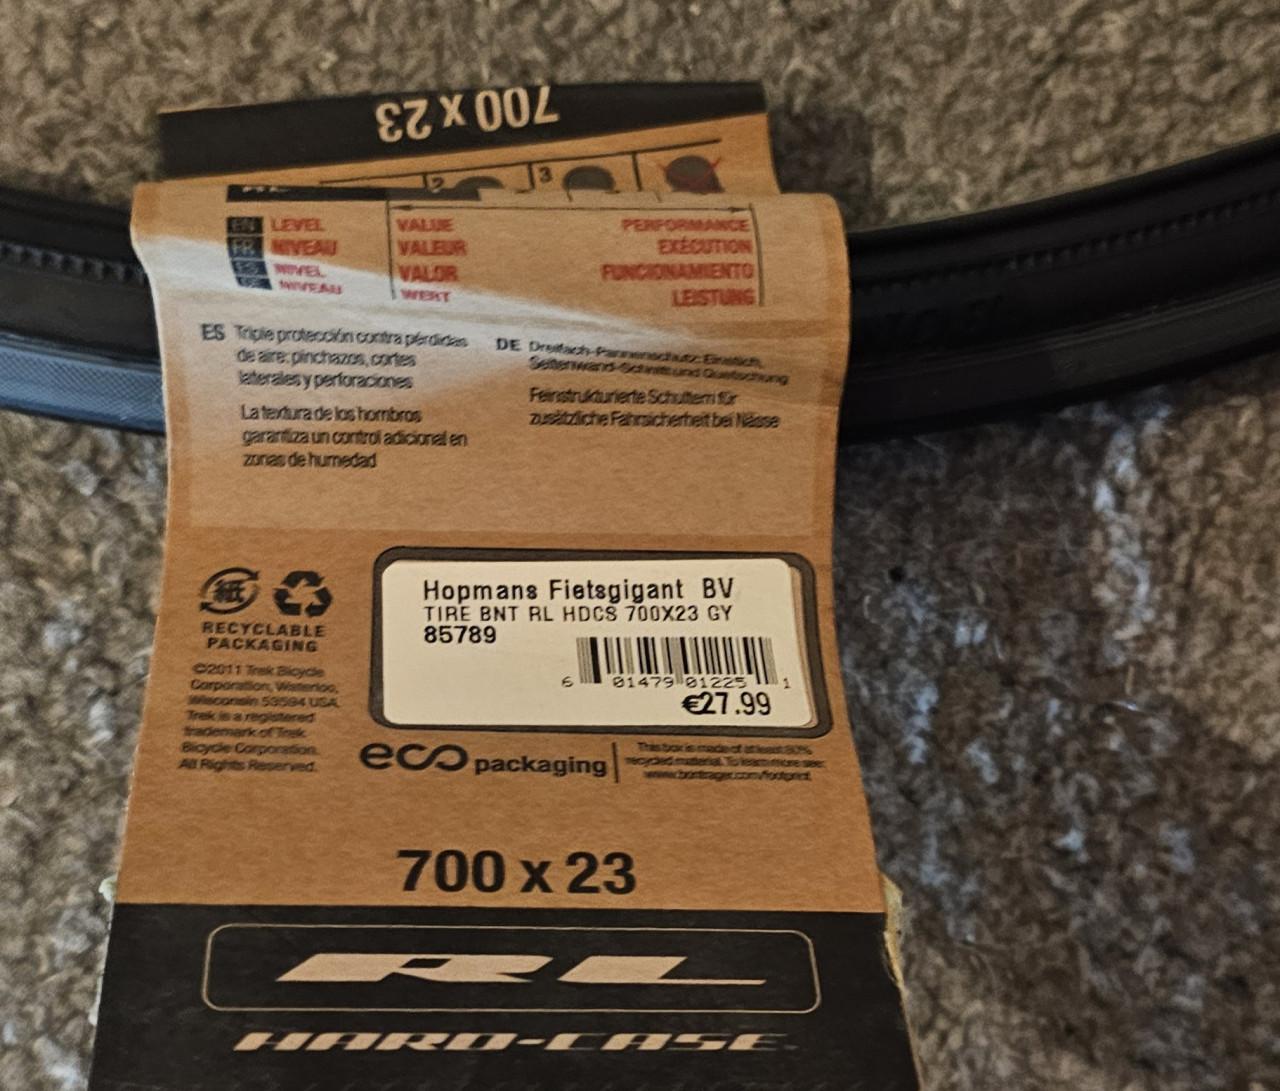 700 x 23
2 3
EN LEVEL VALUE PERFORMANCE
FR NIVEAU VALEUR EXÉCUTION
ES NIVEL VALOR FUNCIONAMIENTO
NIVEAU WERT LEISTUNG
ES Triple protección contra pérdidas
de aire: pinchazos, cortes
laterales y perforaciones
La textura de los hombros
garantiza un control adicional en
zonas de humedad
DE Dreifach-Pannenschutz: Einstich,
Seitenwand-Schnitt und Quetschung
Feinstrukturierte Schultern für
zusätzliche Fahrsicherheit bei Nässe
紙
RECYCLABLE
PACKAGING
©2011 Trek Bicycle
Corporation, Waterloo,
Wisconsin 53594 USA.
Trek is a registered
trademark of Trek
Bicycle Corporation.
All Rights Reserved.
Hopmans Fietsgigant BV
TIRE BNT RL HDCS 700X23 GY
85789
6 01479 01225 1
€27.99
eco packaging
This box is made of at least 80%
recycled material. To learn more see:
www.bontrager.com/footprint
700 x 23
RL
HARD-CASE